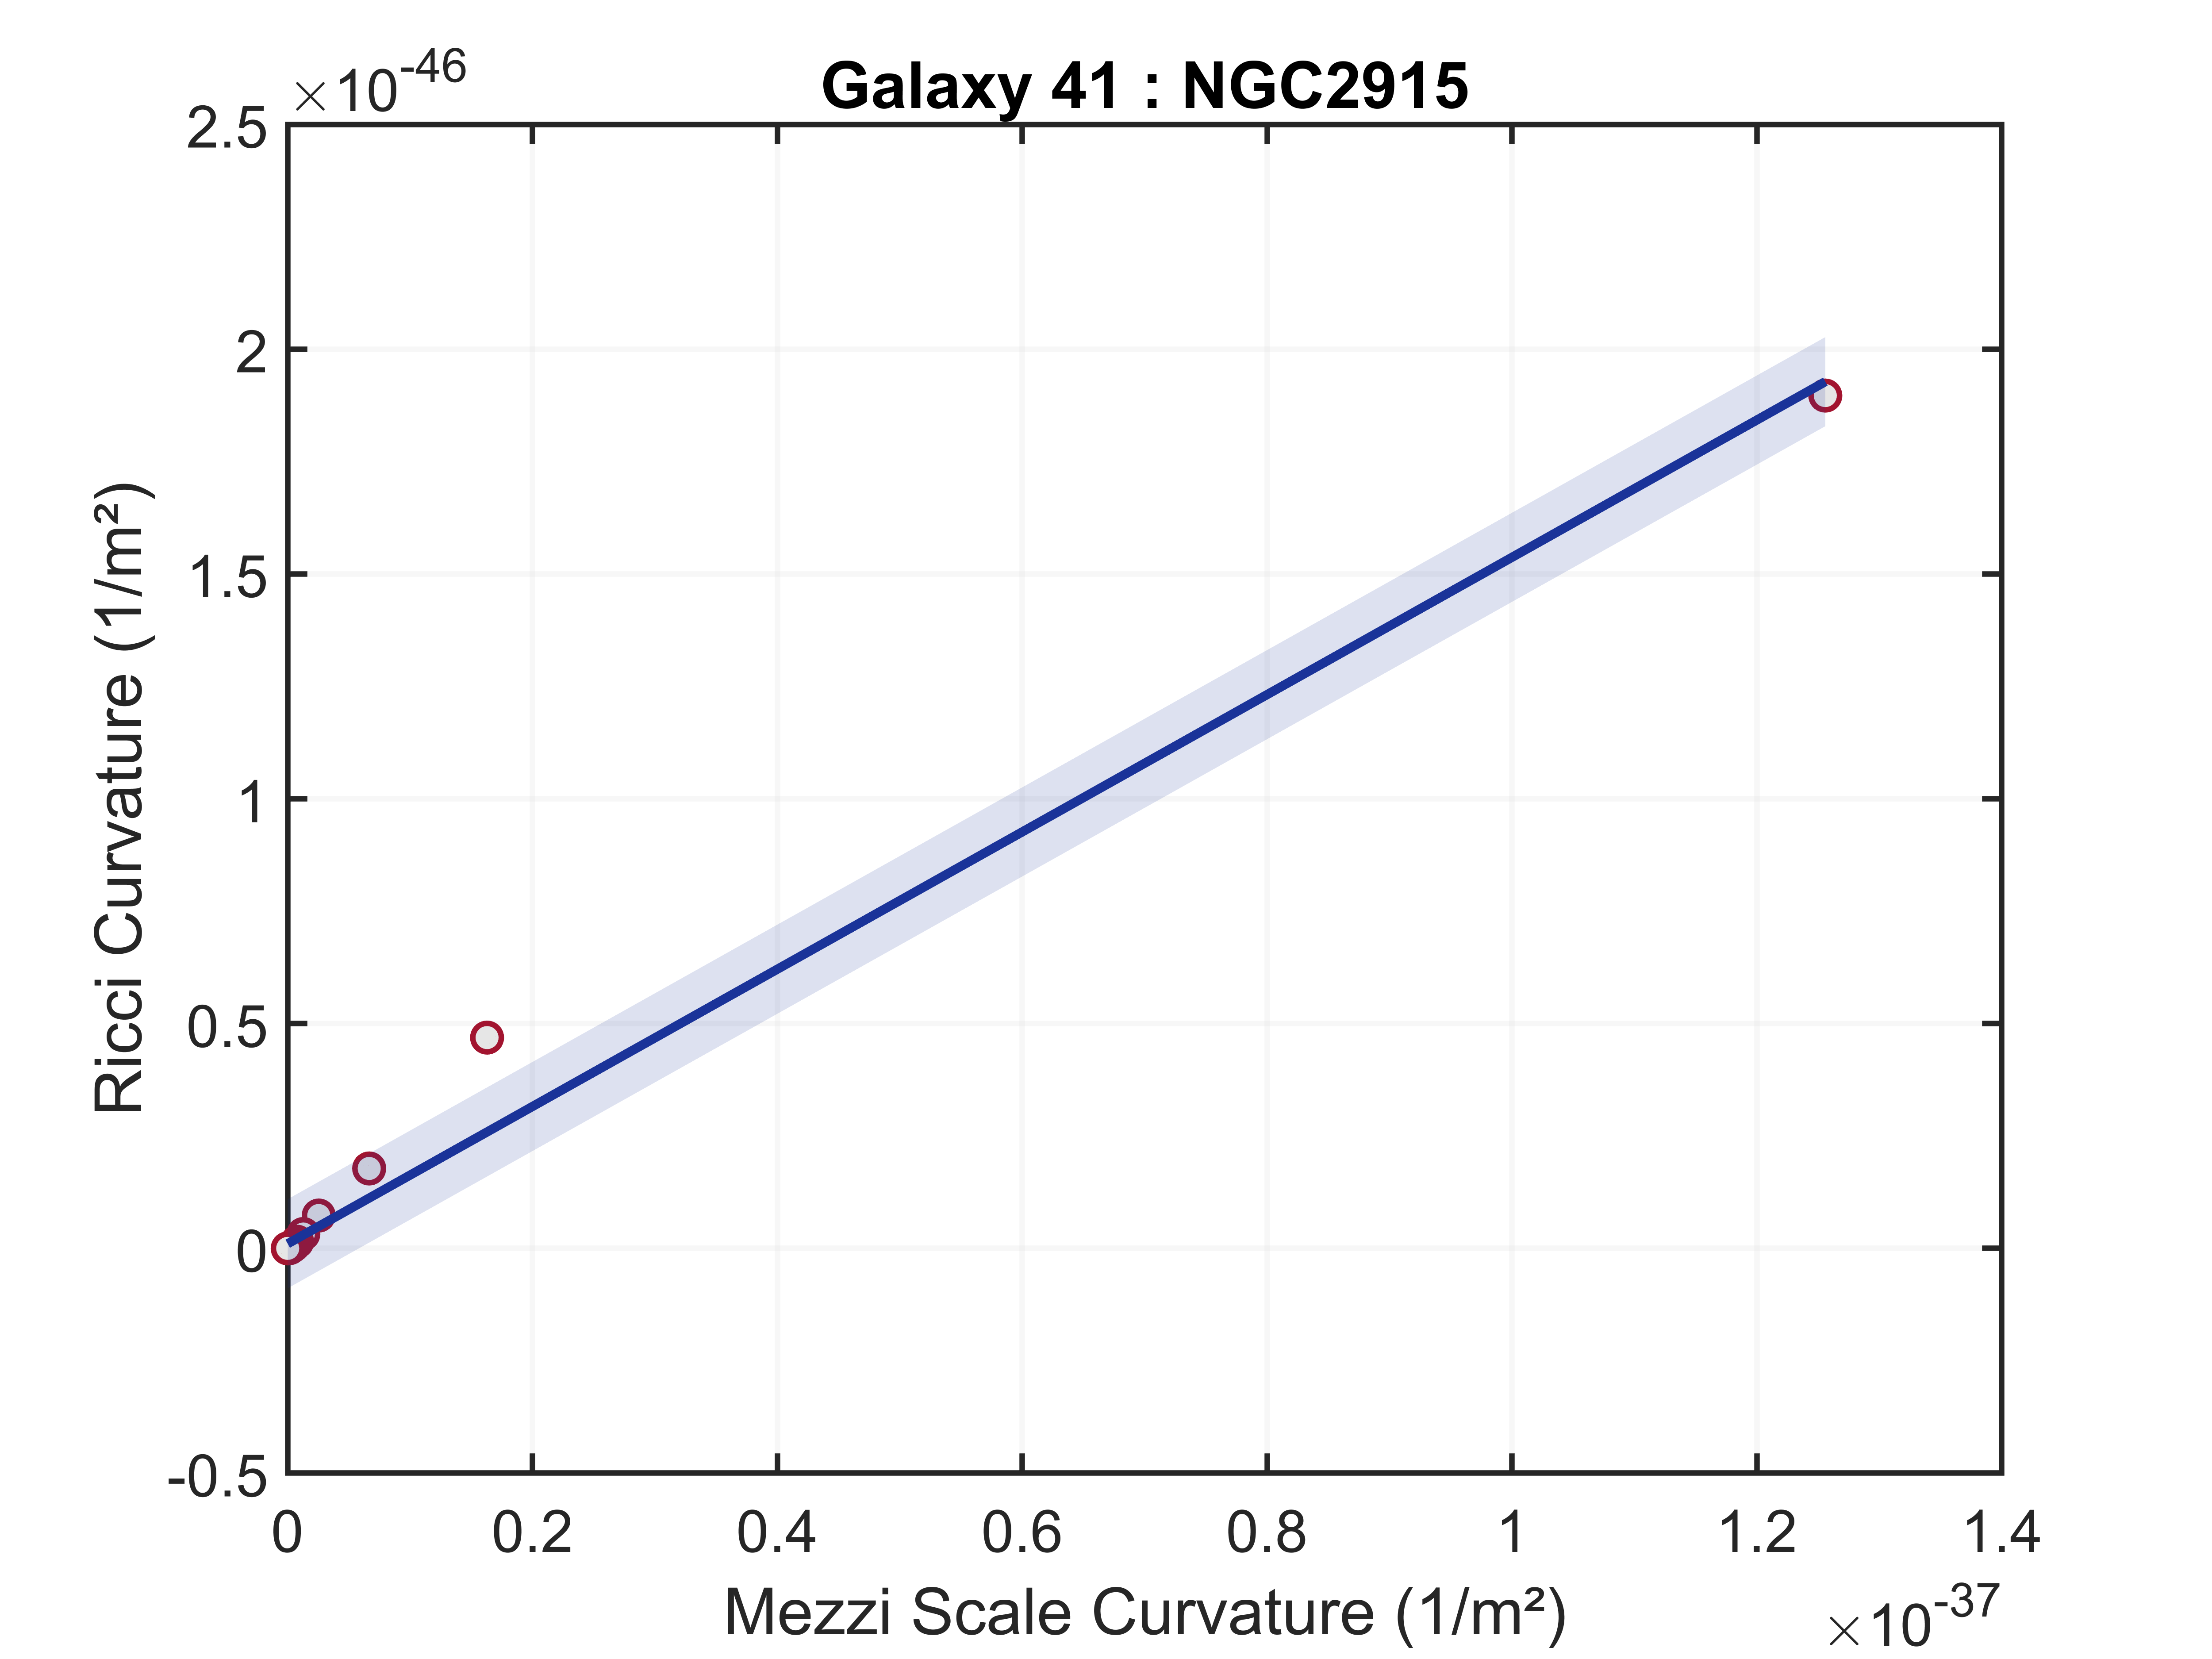 ×10-46
Galaxy 41 : NGC2915
2.5
2
1.5
1
0.5
0
-0.5
Ricci Curvature (1/m²)
0 0.2 0.4 0.6 0.8 1 1.2 1.4
Mezzi Scale Curvature (1/m²)
×10-37